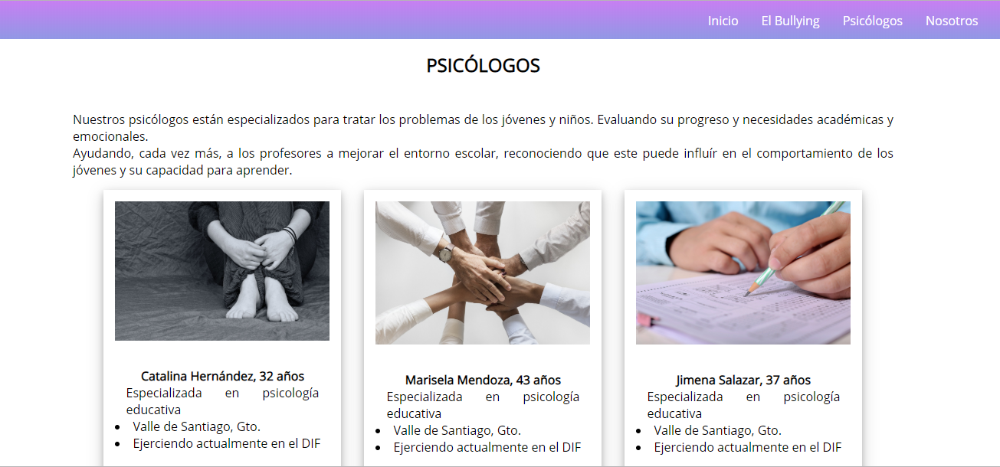 Inicio El Bullying Psicólogos Nosotros
PSICÓLOGOS
Nuestros psicólogos están especializados para tratar los problemas de los jóvenes y niños. Evaluando su progreso y necesidades académicas y
emocionales.
Ayudando, cada vez más, a los profesores a mejorar el entorno escolar, reconociendo que este puede influír en el comportamiento de los
jóvenes y su capacidad para aprender.
Catalina Hernández, 32 años
Especializada en psicología
educativa
• Valle de Santiago, Gto.
• Ejerciendo actualmente en el DIF
Marisela Mendoza, 43 años
Especializada en psicología
educativa
• Valle de Santiago, Gto.
• Ejerciendo actualmente en el DIF
Jimena Salazar, 37 años
Especializada en psicología
educativa
• Valle de Santiago, Gto.
• Ejerciendo actualmente en el DIF